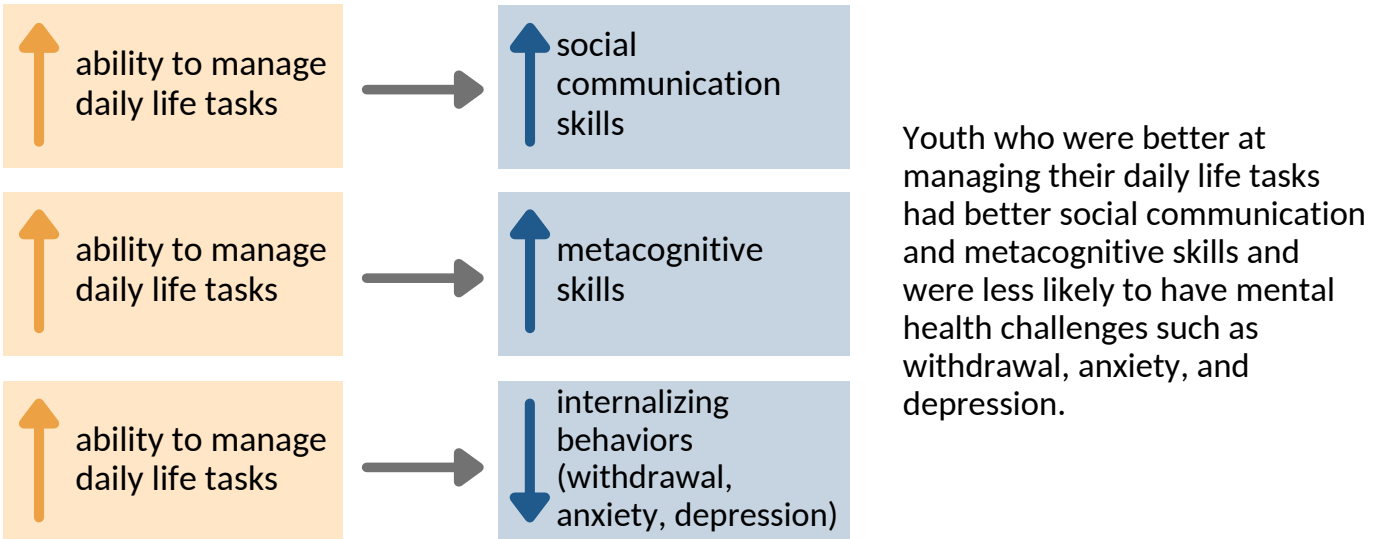 ability to manage
daily life tasks
social
communication
skills
ability to manage
daily life tasks
metacognitive
skills
ability to manage
daily life tasks
internalizing
behaviors
(withdrawal,
anxiety, depression)
Youth who were better at
managing their daily life tasks
had better social communication
and metacognitive skills and
were less likely to have mental
health challenges such as
withdrawal, anxiety, and
depression.